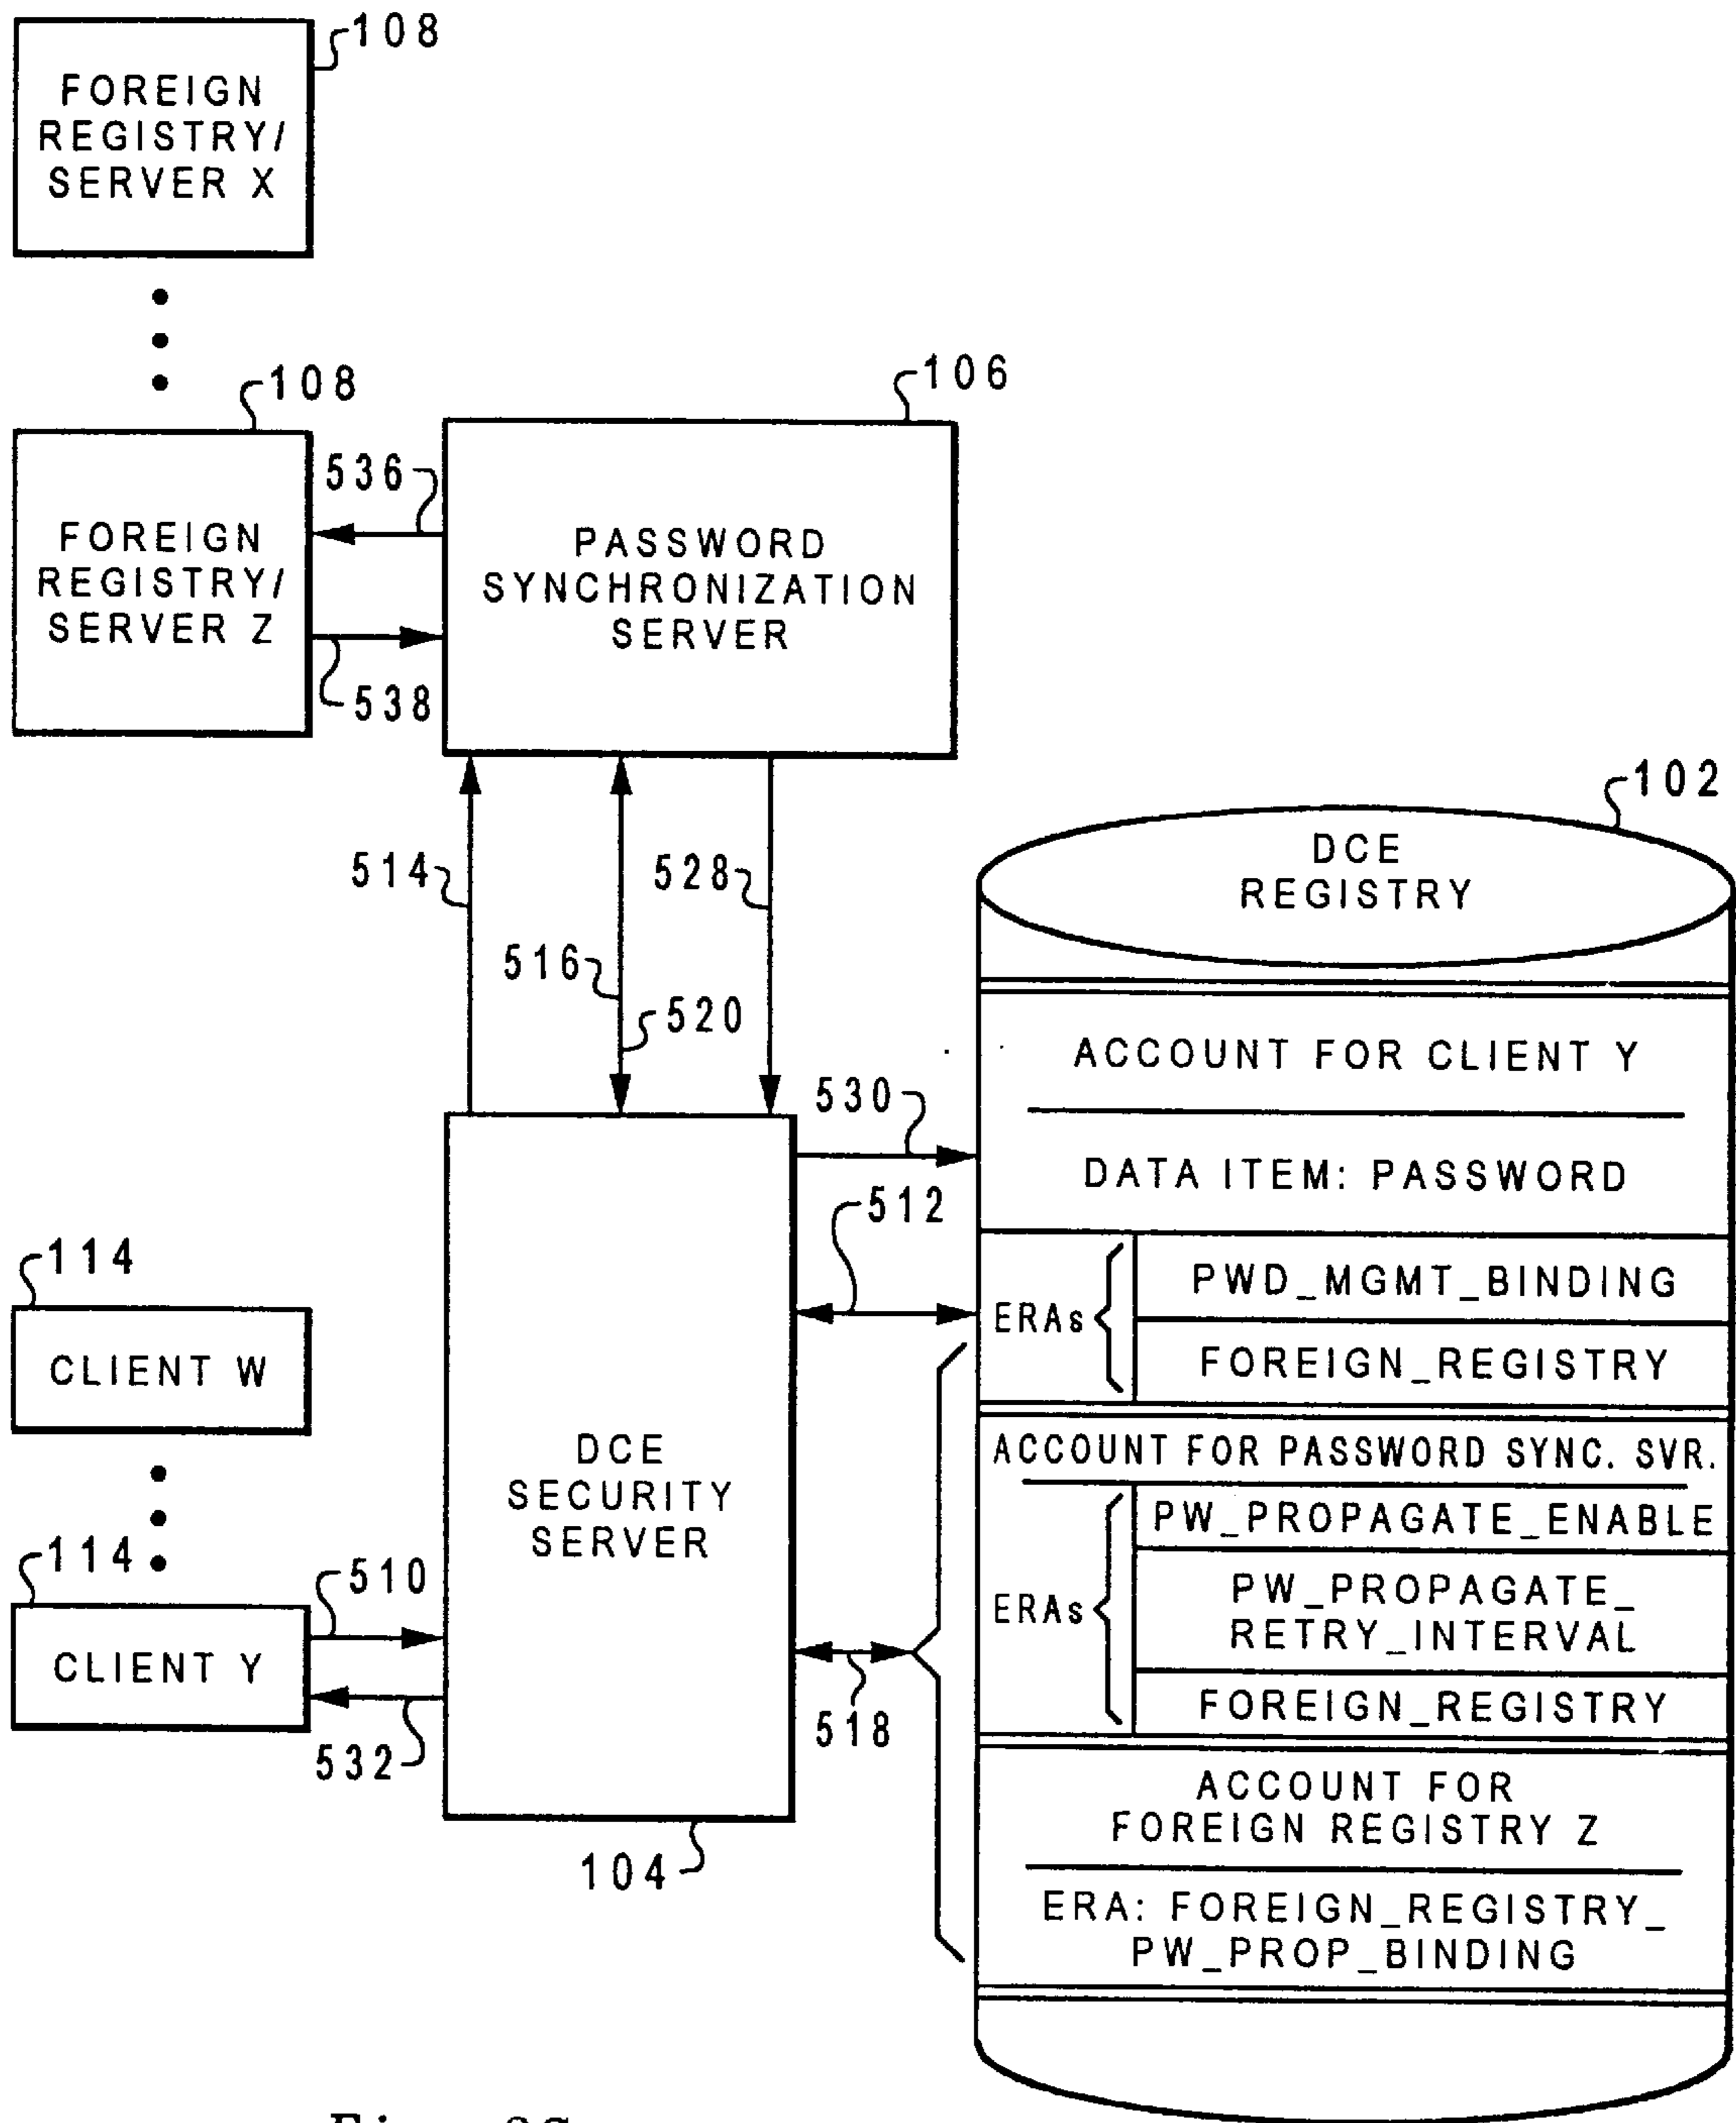 108
FOREIGN
REGISTRY/
SERVER X
108
FOREIGN
REGISTRY/
SERVER Z
536
538
106
PASSWORD
SYNCHRONIZATION
SERVER
514
516
520
528
102
DCE
REGISTRY
ACCOUNT FOR CLIENT Y
DATA ITEM: PASSWORD
ERAs
PWD_MGMT_BINDING
FOREIGN_REGISTRY
ACCOUNT FOR PASSWORD SYNC. SVR.
ERAs
PW_PROPAGATE_ENABLE
PW_PROPAGATE_
RETRY_INTERVAL
FOREIGN_REGISTRY
ACCOUNT FOR
FOREIGN REGISTRY Z
ERA: FOREIGN_REGISTRY_
PW_PROP_BINDING
530
512
518
114
CLIENT W
114
CLIENT Y
510
532
DCE
SECURITY
SERVER
104